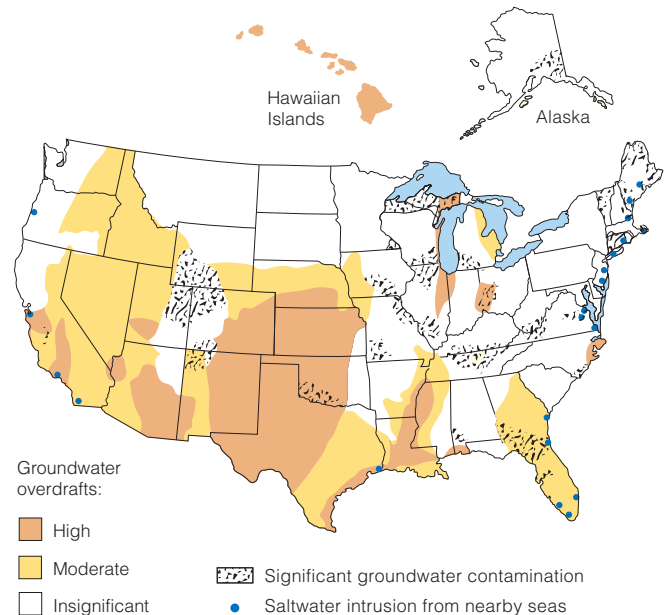 Hawaiian
Islands
Alaska
Groundwater
overdrafts:
High
Moderate
Insignificant
Significant groundwater contamination
Saltwater intrusion from nearby seas